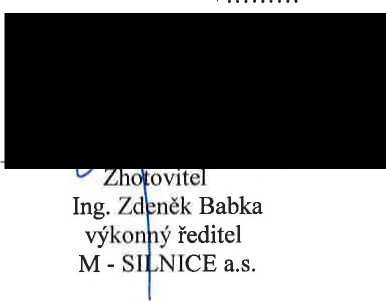 Zhotovitel
Ing. Zdeněk Babka
výkonný ředitel
M - SILNICE a.s.